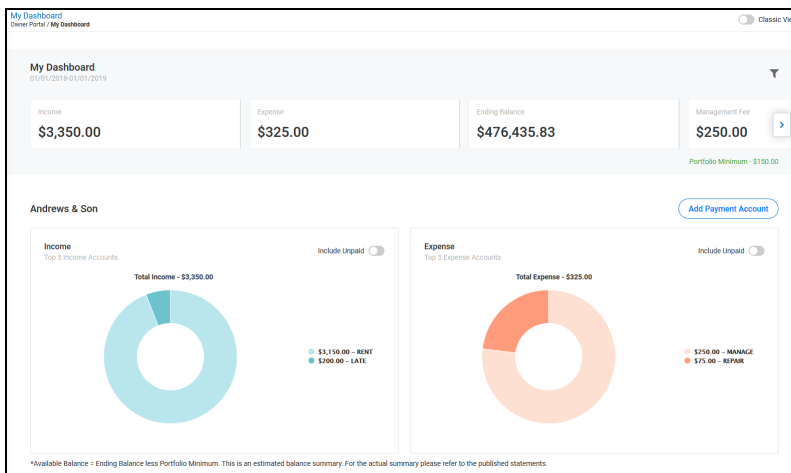 My Dashboard
Owner Portal / My Dashboard
Classic Vie
My Dashboard
01/01/2018-01/01/2019
Income
$3,350.00
Expense
$325.00
Ending Balance
$476,435.83
Management Fee
$250.00
Portfolio Minimum - $150.00
Andrews & Son
Add Payment Account
Income
Top 5 Income Accounts
Include Unpaid
Total Income - $3,350.00
$3,150.00 – RENT
$200.00 – LATE
Expense
Top 5 Expense Accounts
Include Unpaid
Total Expense - $325.00
$250.00 – MANAGE
$75.00 – REPAIR
*Available Balance = Ending Balance less Portfolio Minimum. This is an estimated balance summary. For the actual summary please refer to the published statements.